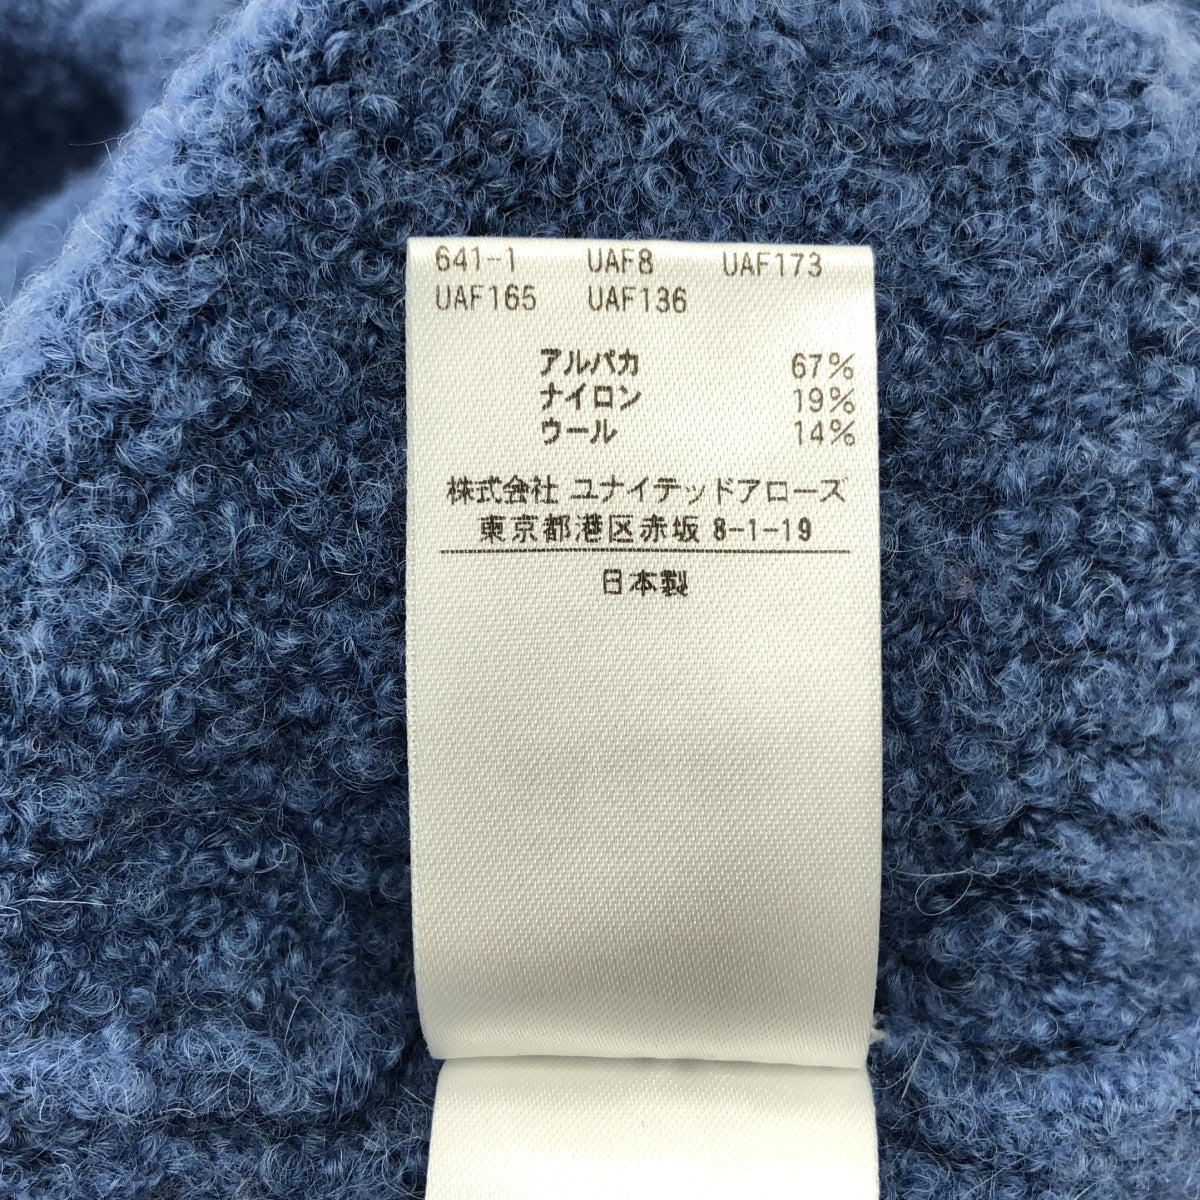 641-1 UAF8 UAF173
UAF165 UAF136
アルパカ 67%
ナイロン 19%
ウール 14%
株式会社 ユナイテッドアローズ
東京都港区赤坂 8-1-19
日本製